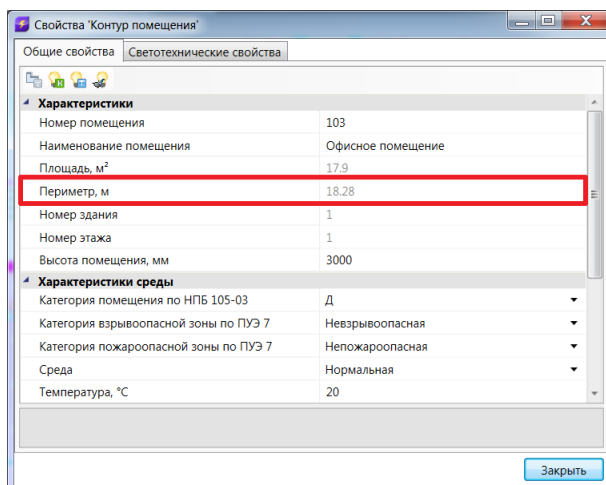 Свойства 'Контур помещения'
Общие свойства Светотехнические свойства
Характеристики
Номер помещения 103
Наименование помещения Офисное помещение
Площадь, м² 17.9
Периметр, м 18.28
Номер здания 1
Номер этажа 1
Высота помещения, мм 3000
Характеристики среды
Категория помещения по НПБ 105-03 Д
Категория взрывоопасной зоны по ПУЭ 7 Невзрывоопасная
Категория пожароопасной зоны по ПУЭ 7 Непожароопасная
Среда Нормальная
Температура, °C 20
Закрыть